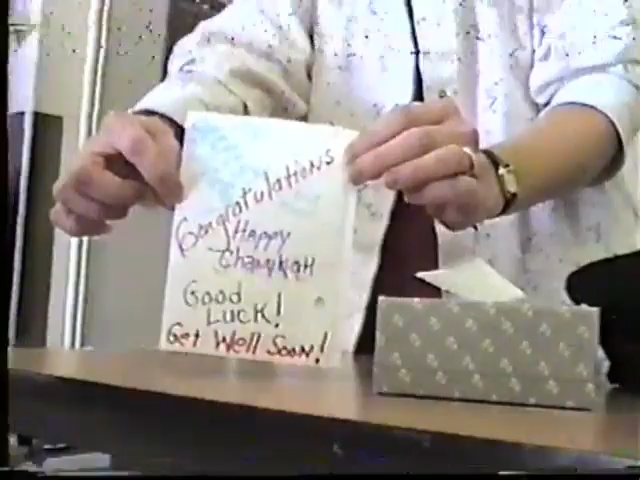 Congratulations
Happy
Chanukah
Good
Luck!
Get Well Soon!